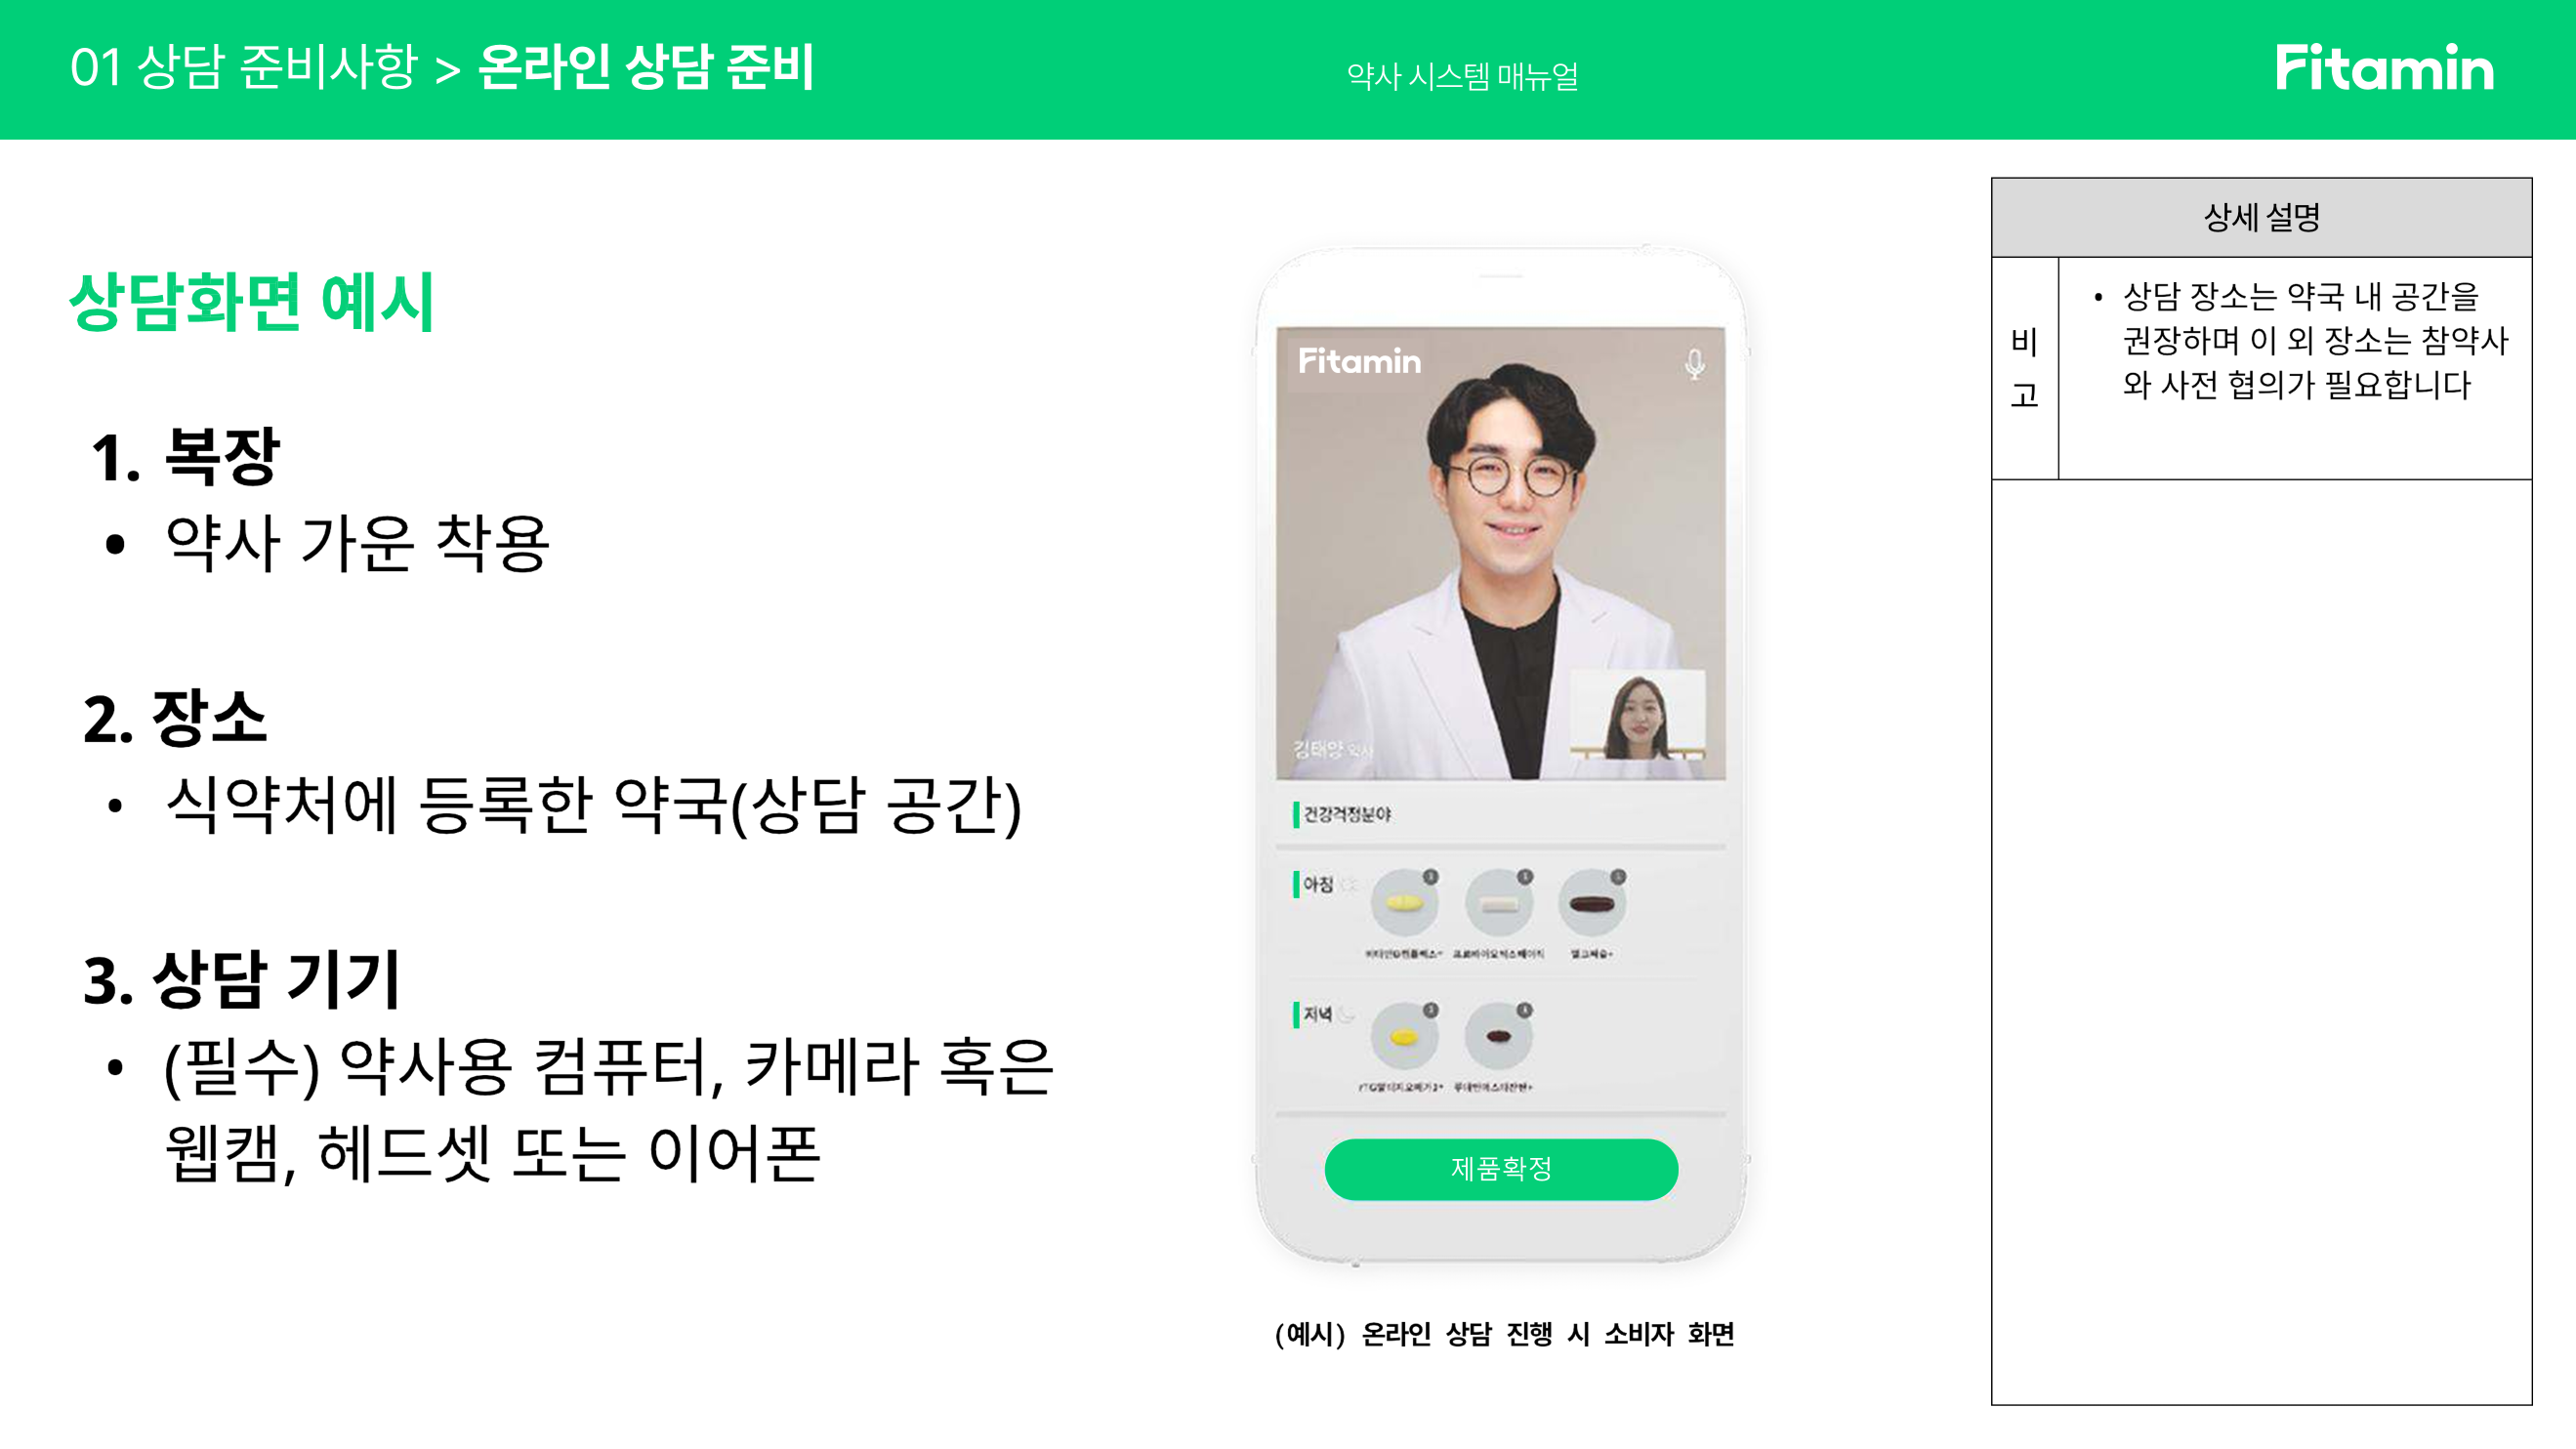 01 상담 준비사항 > 온라인 상담 준비
약사 시스템 매뉴얼
Fitamin
상담화면 예시
1. 복장
• 약사 가운 착용
2. 장소
• 식약처에 등록한 약국(상담 공간)
3. 상담 기기
• (필수) 약사용 컴퓨터, 카메라 혹은
웹캠, 헤드셋 또는 이어폰
Fitamin
김태양 약사
건강걱정분야
아침
저녁
제품확정
(예시) 온라인 상담 진행 시 소비자 화면
상세 설명
비고
• 상담 장소는 약국 내 공간을
권장하며 이 외 장소는 참약사
와 사전 협의가 필요합니다